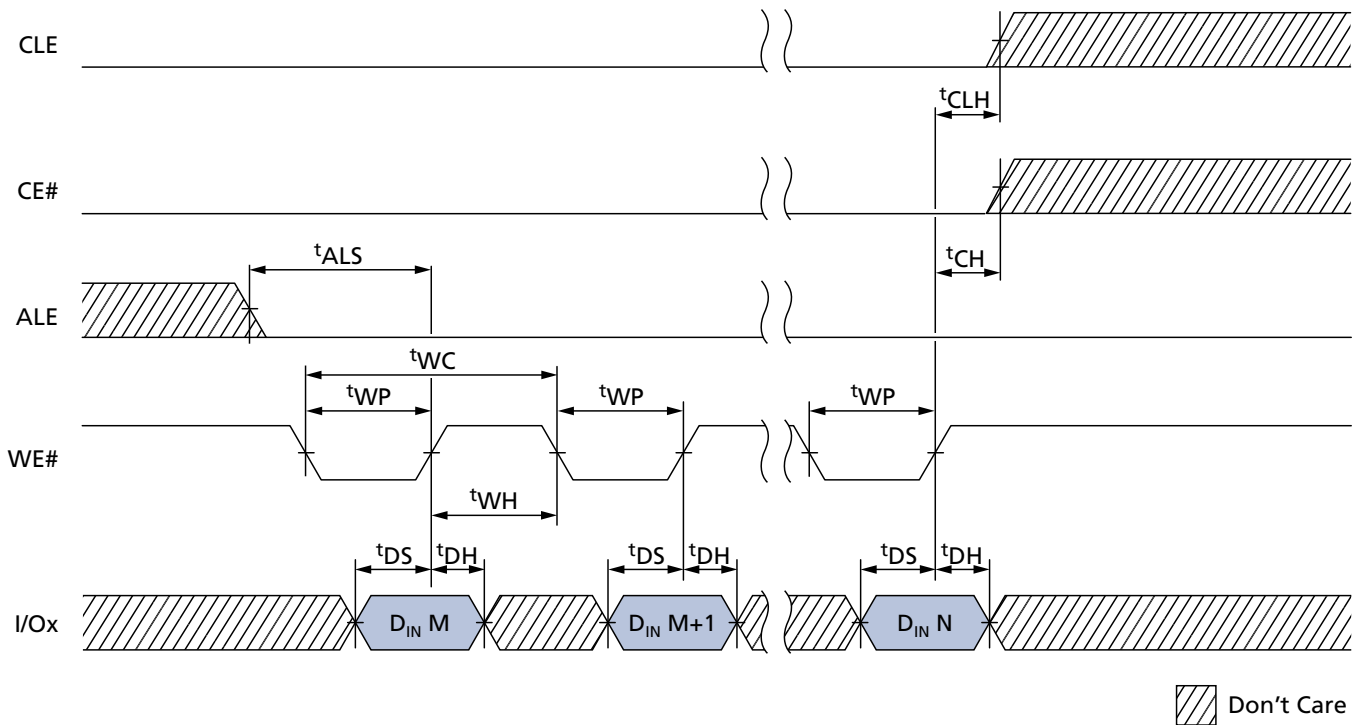 CLE
tCLH
CE#
tCH
tALS
ALE
tWC
tWP tWP tWP
WE#
tWH
tDS tDH tDS tDH tDS tDH
I/Ox DIN M DIN M+1 DIN N
Don't Care